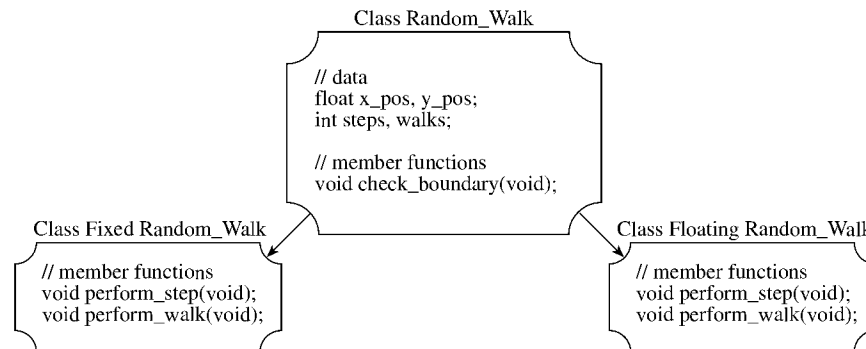 Class Random_Walk
// data
float x_pos, y_pos;
int steps, walks;
// member functions
void check_boundary(void);
Class Fixed Random_Walk
// member functions
void perform_step(void);
void perform_walk(void);
Class Floating Random_Walk
// member functions
void perform_step(void);
void perform_walk(void);